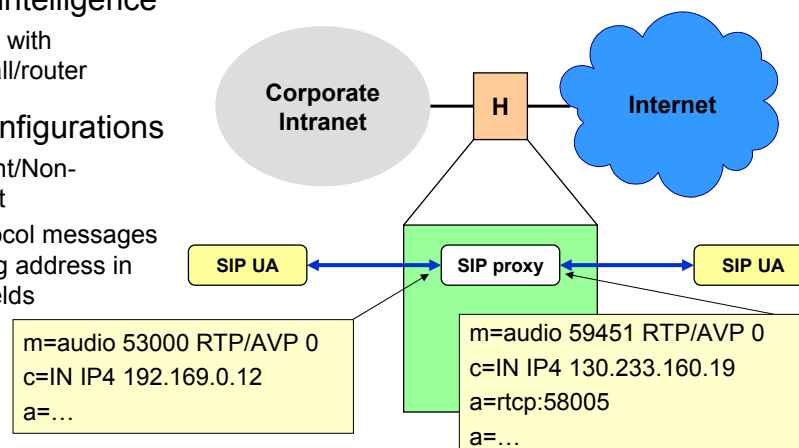 ntelligence
with
all/router
nfigurations
nt/Non-
t
ocol messages
g address in
elds
Corporate
Intranet
H
Internet
SIP UA
SIP proxy
SIP UA
m=audio 53000 RTP/AVP 0
c=IN IP4 192.169.0.12
a=…
m=audio 59451 RTP/AVP 0
c=IN IP4 130.233.160.19
a=rtcp:58005
a=…